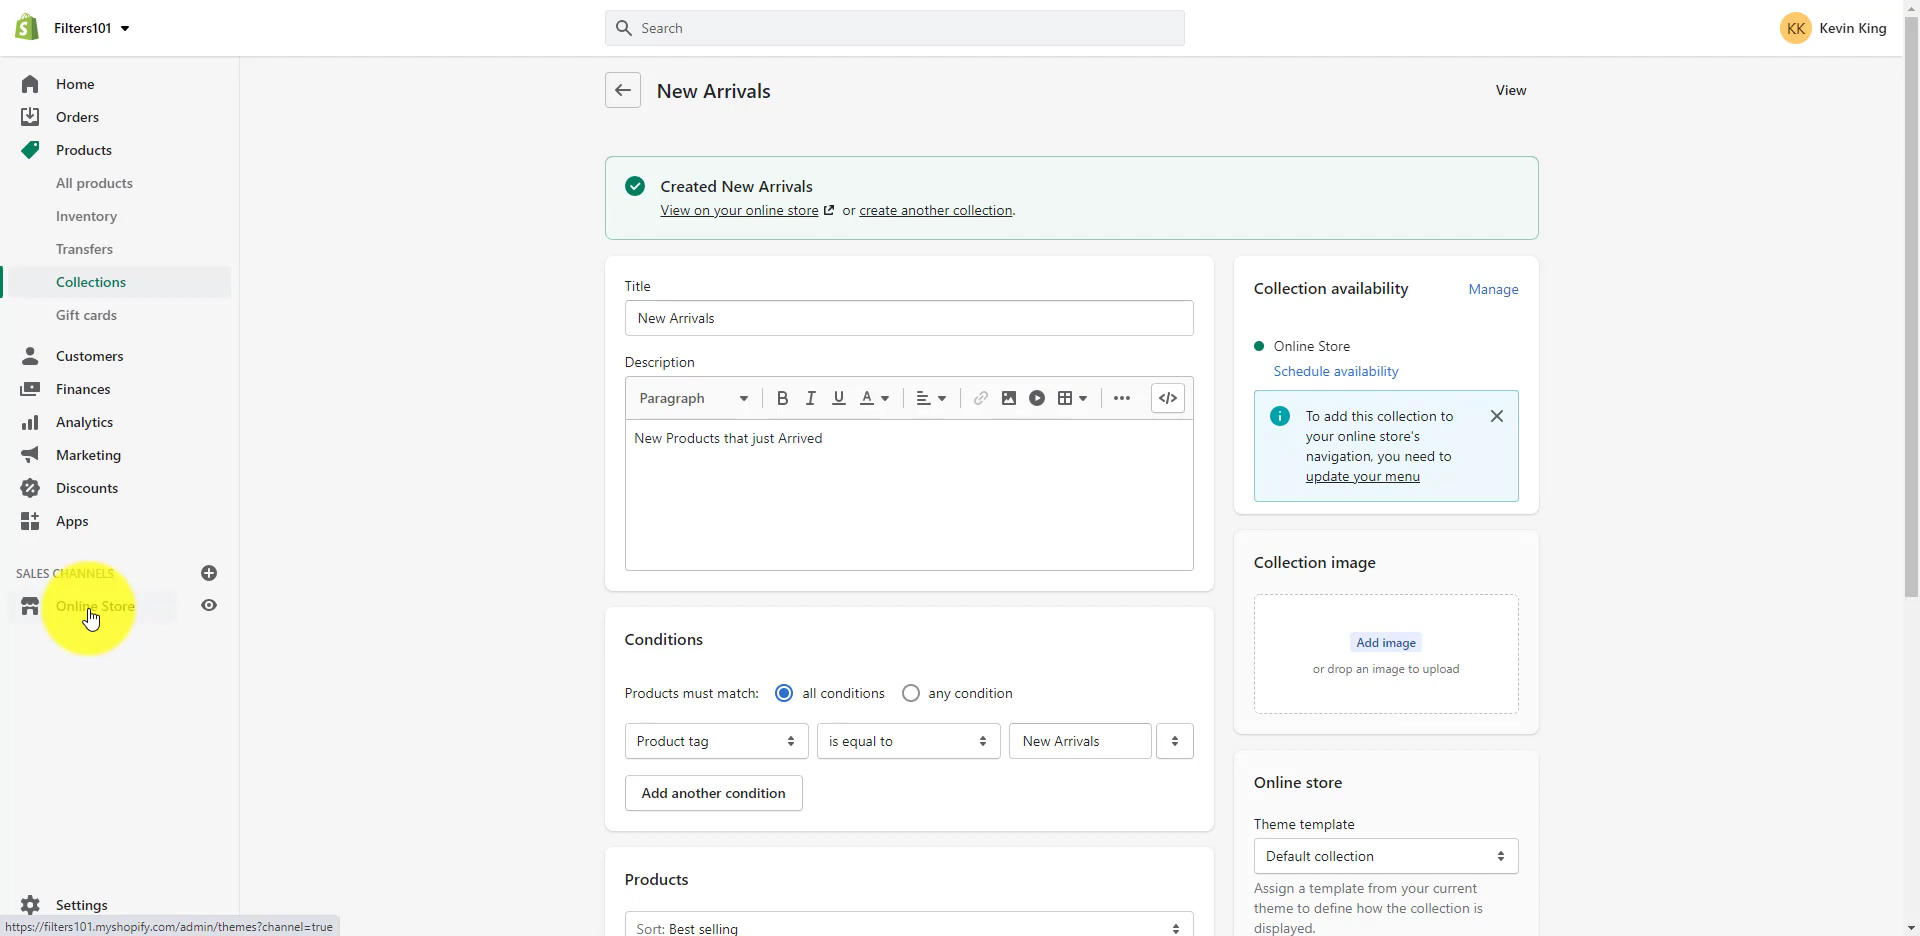 Filters101
Search
KK Kevin King
Home
Orders
Products
All products
Inventory
Transfers
Collections
Gift cards
Customers
Finances
Analytics
Marketing
Discounts
Apps
SALES CHANNELS
Online Store
Settings
https://filters101.myshopify.com/admin/themes?channel=true
New Arrivals
View
Created New Arrivals
View on your online store or create another collection.
Title
New Arrivals
Description
Paragraph B I U A
New Products that just Arrived
Conditions
Products must match: all conditions any condition
Product tag is equal to New Arrivals
Add another condition
Products
Sort: Best selling
Collection availability Manage
Online Store
Schedule availability
To add this collection to
your online store's
navigation, you need to
update your menu
Collection image
Add image
or drop an image to upload
Online store
Theme template
Default collection
Assign a template from your current
theme to define how the collection is
displayed.